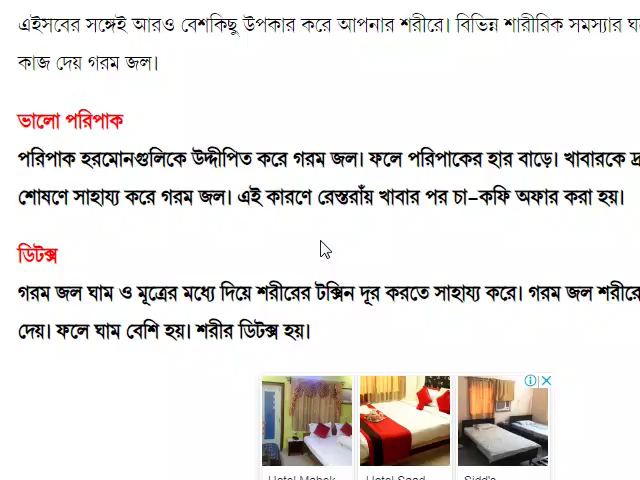 এইসবের সঙ্গেই আরও বেশকিছু উপকার করে আপনার শরীরে। বিভিন্ন শারীরিক সমস্যার
কাজ দেয় গরম জল।
ভালো পরিপাক
পরিপাক হরমোনগুলিকে উদ্দীপিত করে গরম জল। ফলে পরিপাকের হার বাড়ে। খাবারকে
শোষণে সাহায্য করে গরম জল। এই কারণে রেস্তরাঁয় খাবার পর চা-কফি অফার করা হয়।
ডিটক্স
গরম জল ঘাম ও মূত্রের মধ্যে দিয়ে শরীরের টক্সিন দূর করতে সাহায্য করে। গরম জল
দেয়। ফলে ঘাম বেশি হয়। শরীর ডিটক্স হয়।